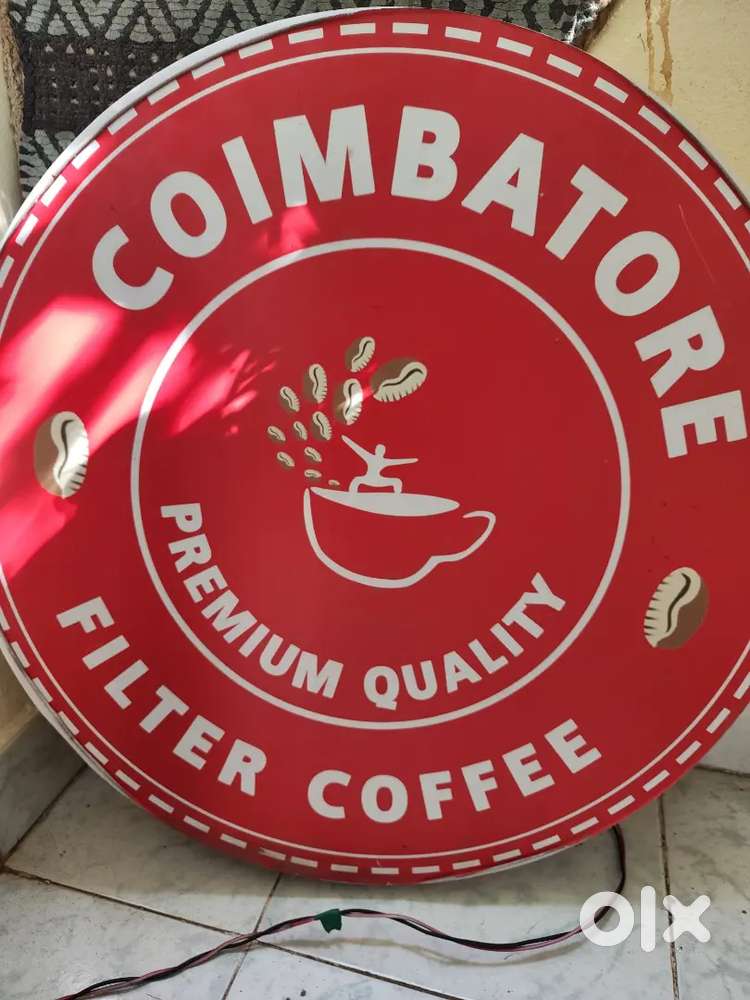 COIMBATORE
PREMIUM QUALITY
FILTER COFFEE
olx